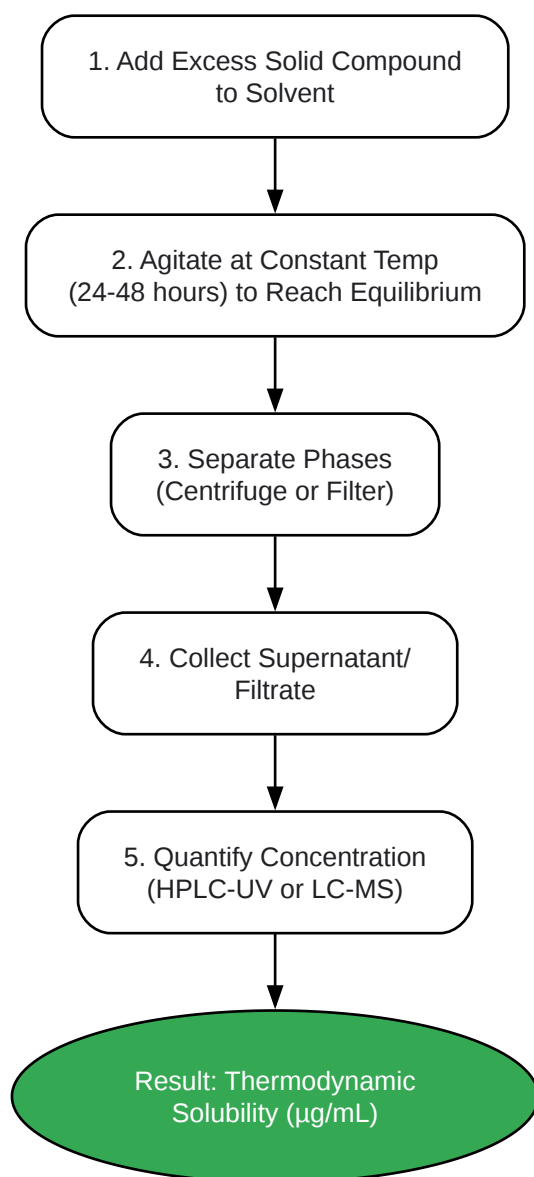 1. Add Excess Solid Compound
to Solvent
2. Agitate at Constant Temp
(24-48 hours) to Reach Equilibrium
3. Separate Phases
(Centrifuge or Filter)
4. Collect Supernatant/
Filtrate
5. Quantify Concentration
(HPLC-UV or LC-MS)
Result: Thermodynamic
Solubility (µg/mL)